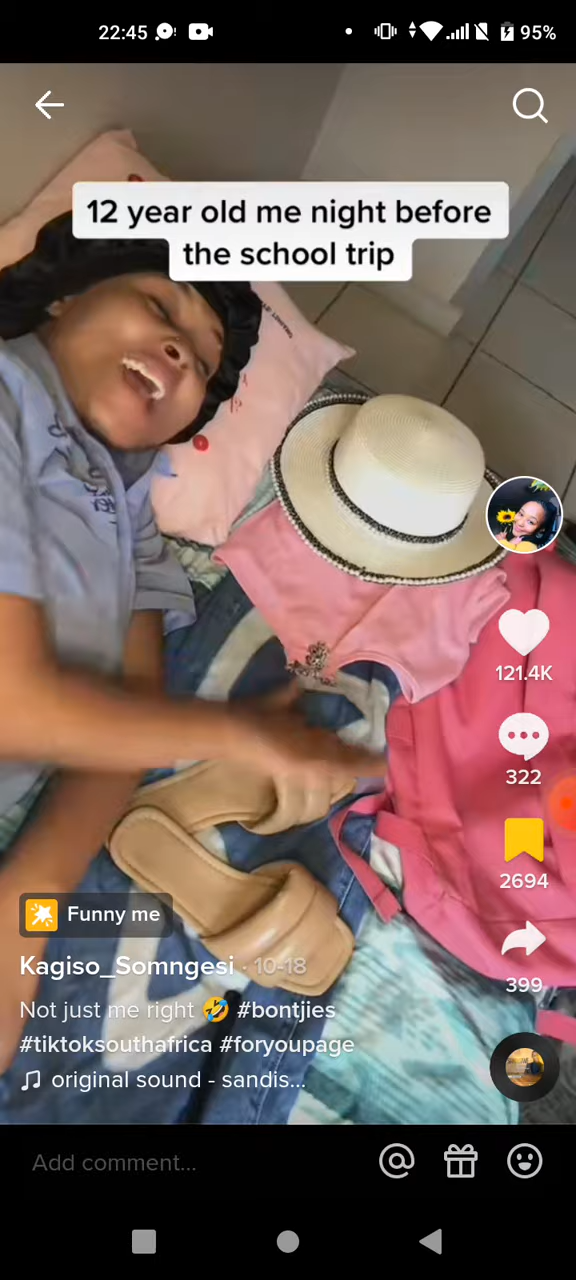 22:45
95%
12 year old me night before
the school trip
121.4K
322
2694
399
Funny me
Kagiso_Somngesi · 10-18
Not just me right 🤣 #bontjies
#tiktoksouthafrica #foryoupage
original sound - sandis...
Add comment...